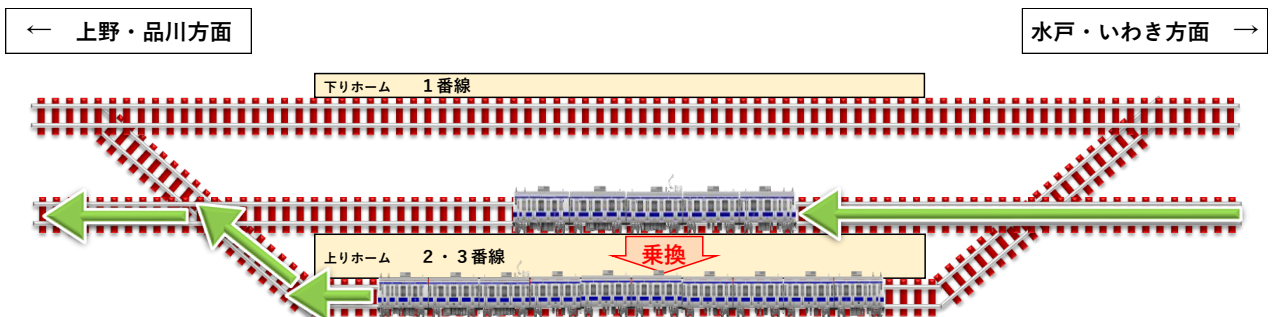 ← 上野・品川方面
水戸・いわき方面 →
下りホーム 1番線
上りホーム 2・3番線
乗換